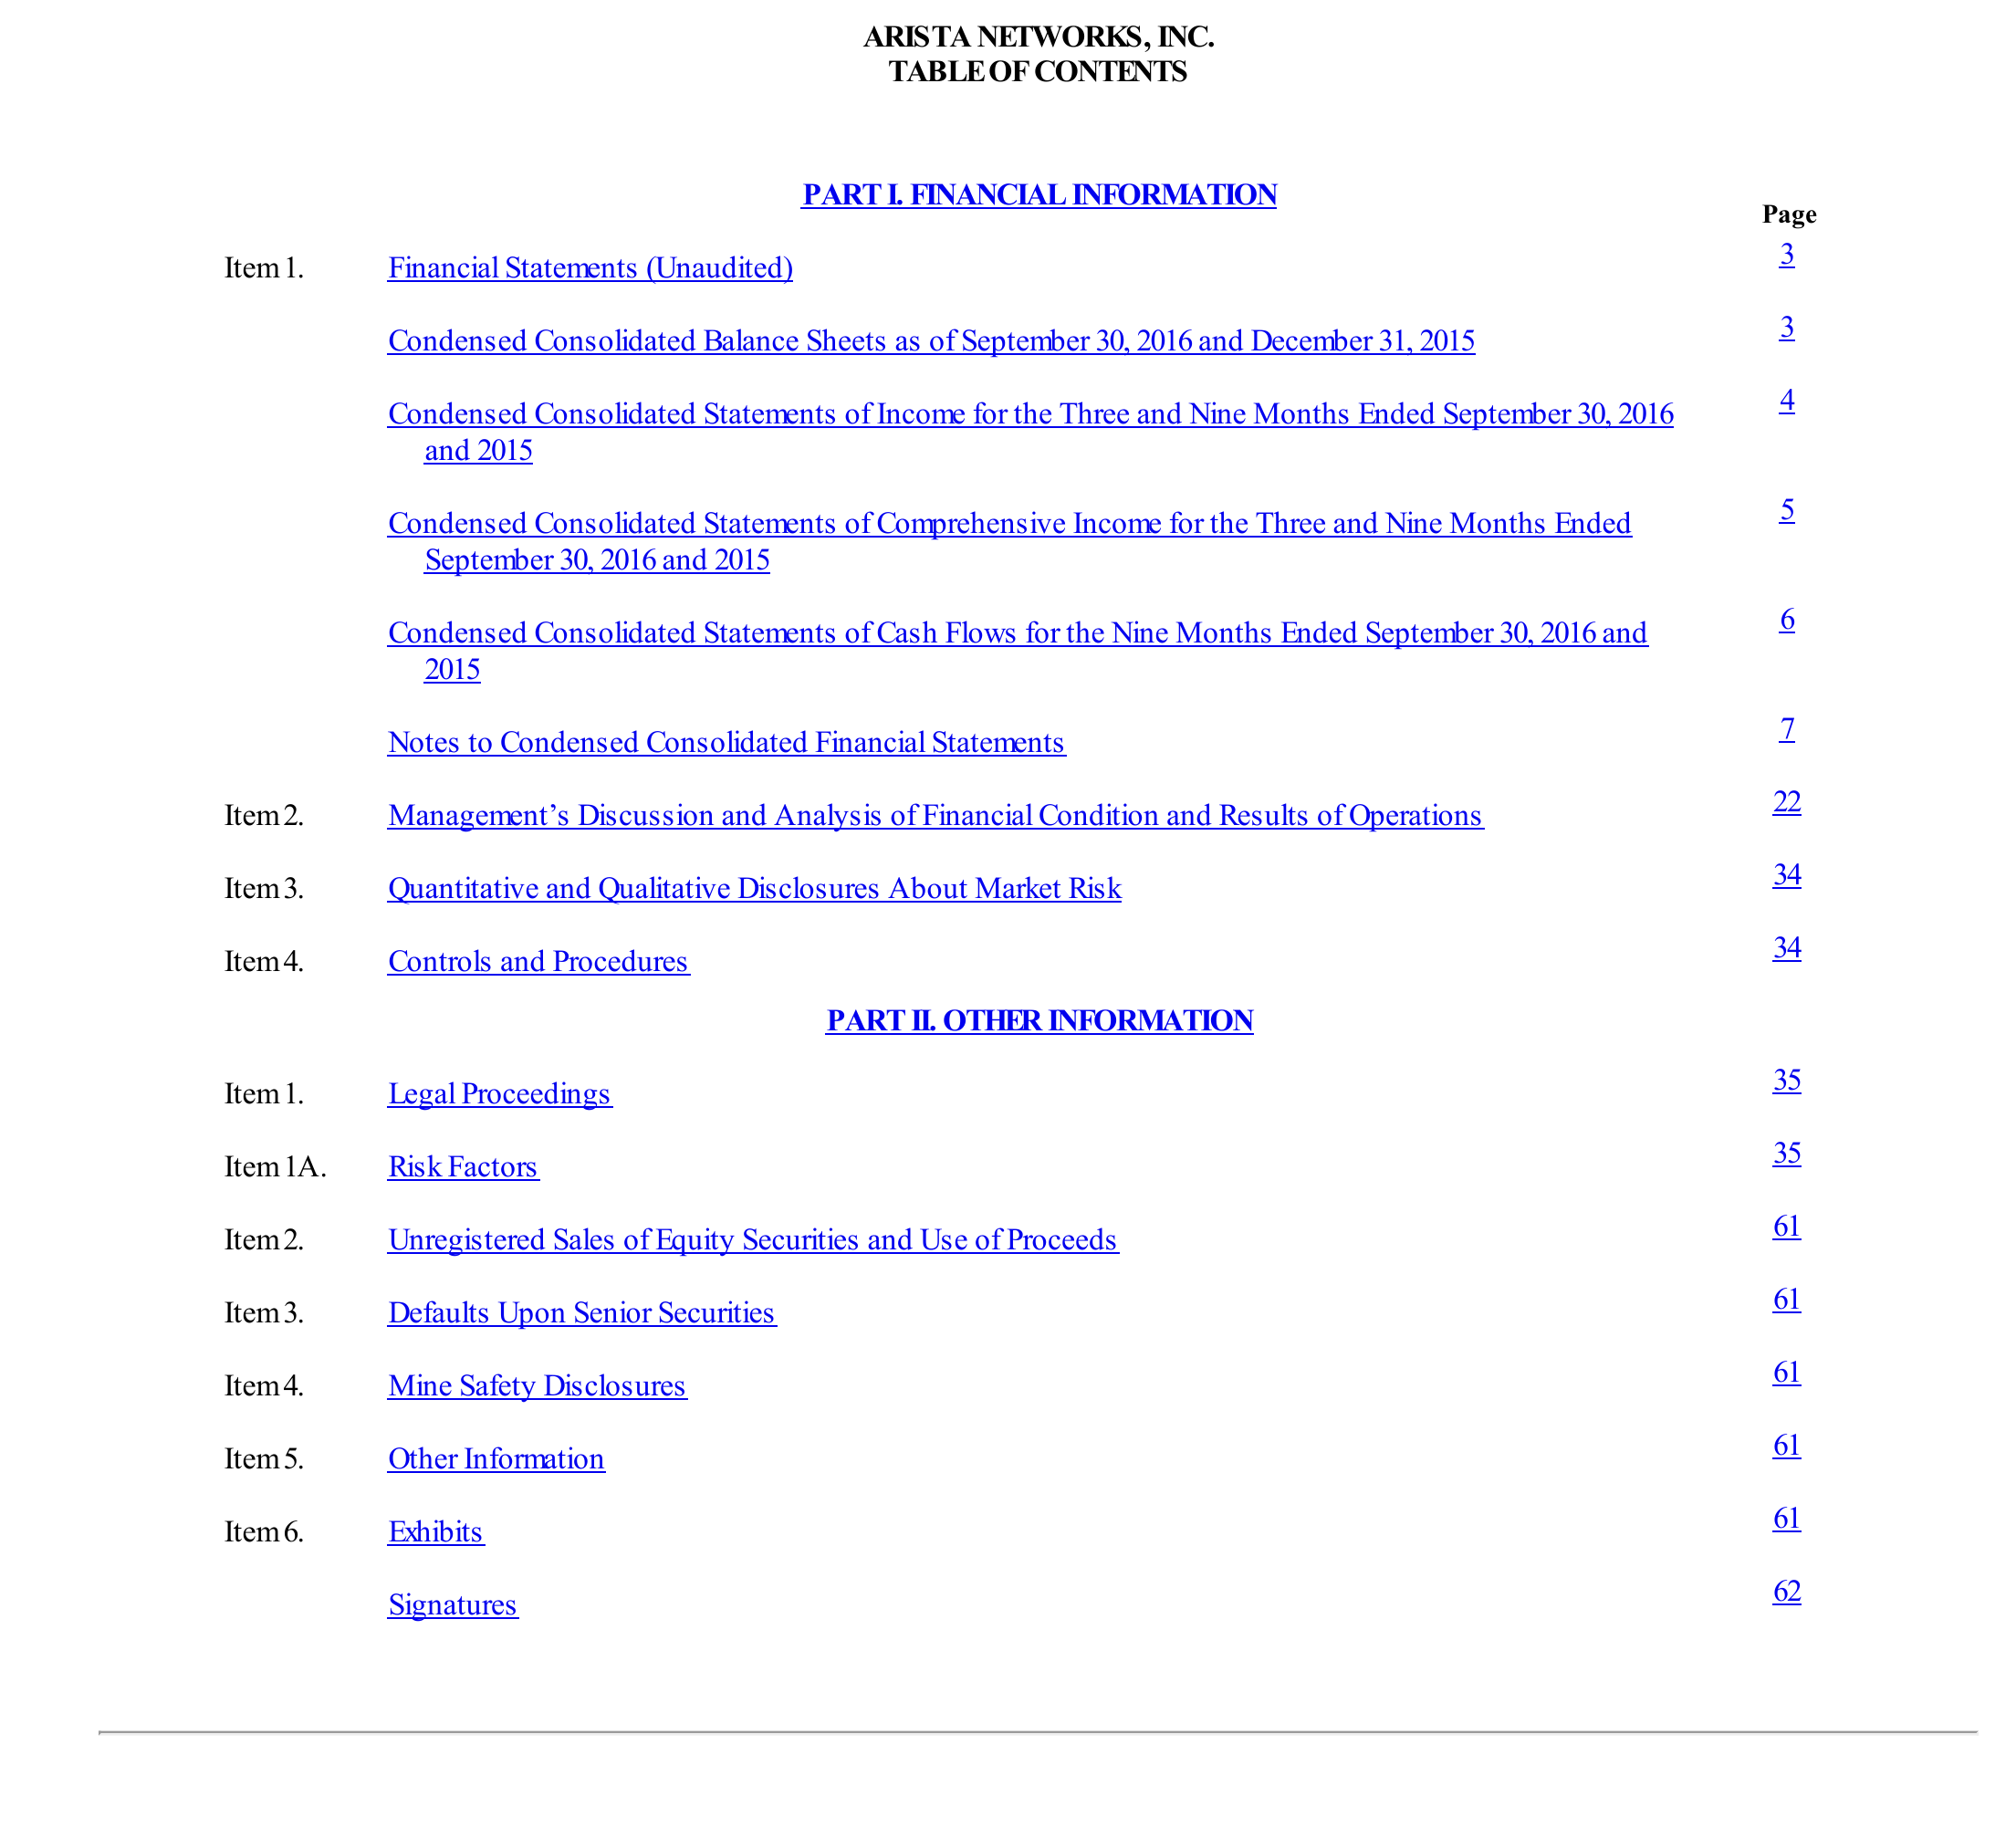 ARISTA NETWORKS, INC.
TABLE OF CONTENTS
PART I. FINANCIAL INFORMATION
Page
Item 1. Financial Statements (Unaudited) 3
Condensed Consolidated Balance Sheets as of September 30, 2016 and December 31, 2015 3
Condensed Consolidated Statements of Income for the Three and Nine Months Ended September 30, 2016 4
and 2015
Condensed Consolidated Statements of Comprehensive Income for the Three and Nine Months Ended 5
September 30, 2016 and 2015
Condensed Consolidated Statements of Cash Flows for the Nine Months Ended September 30, 2016 and 6
2015
Notes to Condensed Consolidated Financial Statements 7
Item 2. Management’s Discussion and Analysis of Financial Condition and Results of Operations 22
Item 3. Quantitative and Qualitative Disclosures About Market Risk 34
Item 4. Controls and Procedures 34
PART II. OTHER INFORMATION
Item 1. Legal Proceedings 35
Item 1A. Risk Factors 35
Item 2. Unregistered Sales of Equity Securities and Use of Proceeds 61
Item 3. Defaults Upon Senior Securities 61
Item 4. Mine Safety Disclosures 61
Item 5. Other Information 61
Item 6. Exhibits 61
Signatures 62